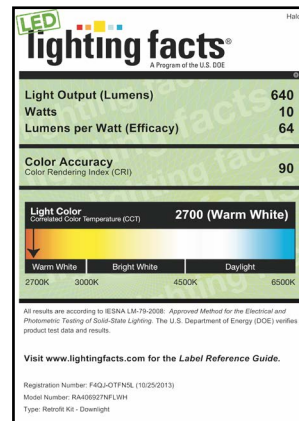 Halo
LED
lighting facts®
A Program of the U.S. DOE
Light Output (Lumens) 640
Watts 10
Lumens per Watt (Efficacy) 64
Color Accuracy 90
Color Rendering Index (CRI)
Light Color 2700 (Warm White)
Correlated Color Temperature (CCT)
Warm White Bright White Daylight
2700K 3000K 4500K 6500K
All results are according to IESNA LM-79-2008: Approved Method for the Electrical and
Photometric Testing of Solid-State Lighting. The U.S. Department of Energy (DOE) verifies
product test data and results.
Visit www.lightingfacts.com for the Label Reference Guide.
Registration Number: F4QJ-OTFN5L (10/25/2013)
Model Number: RA406927NFLWH
Type: Retrofit Kit - Downlight